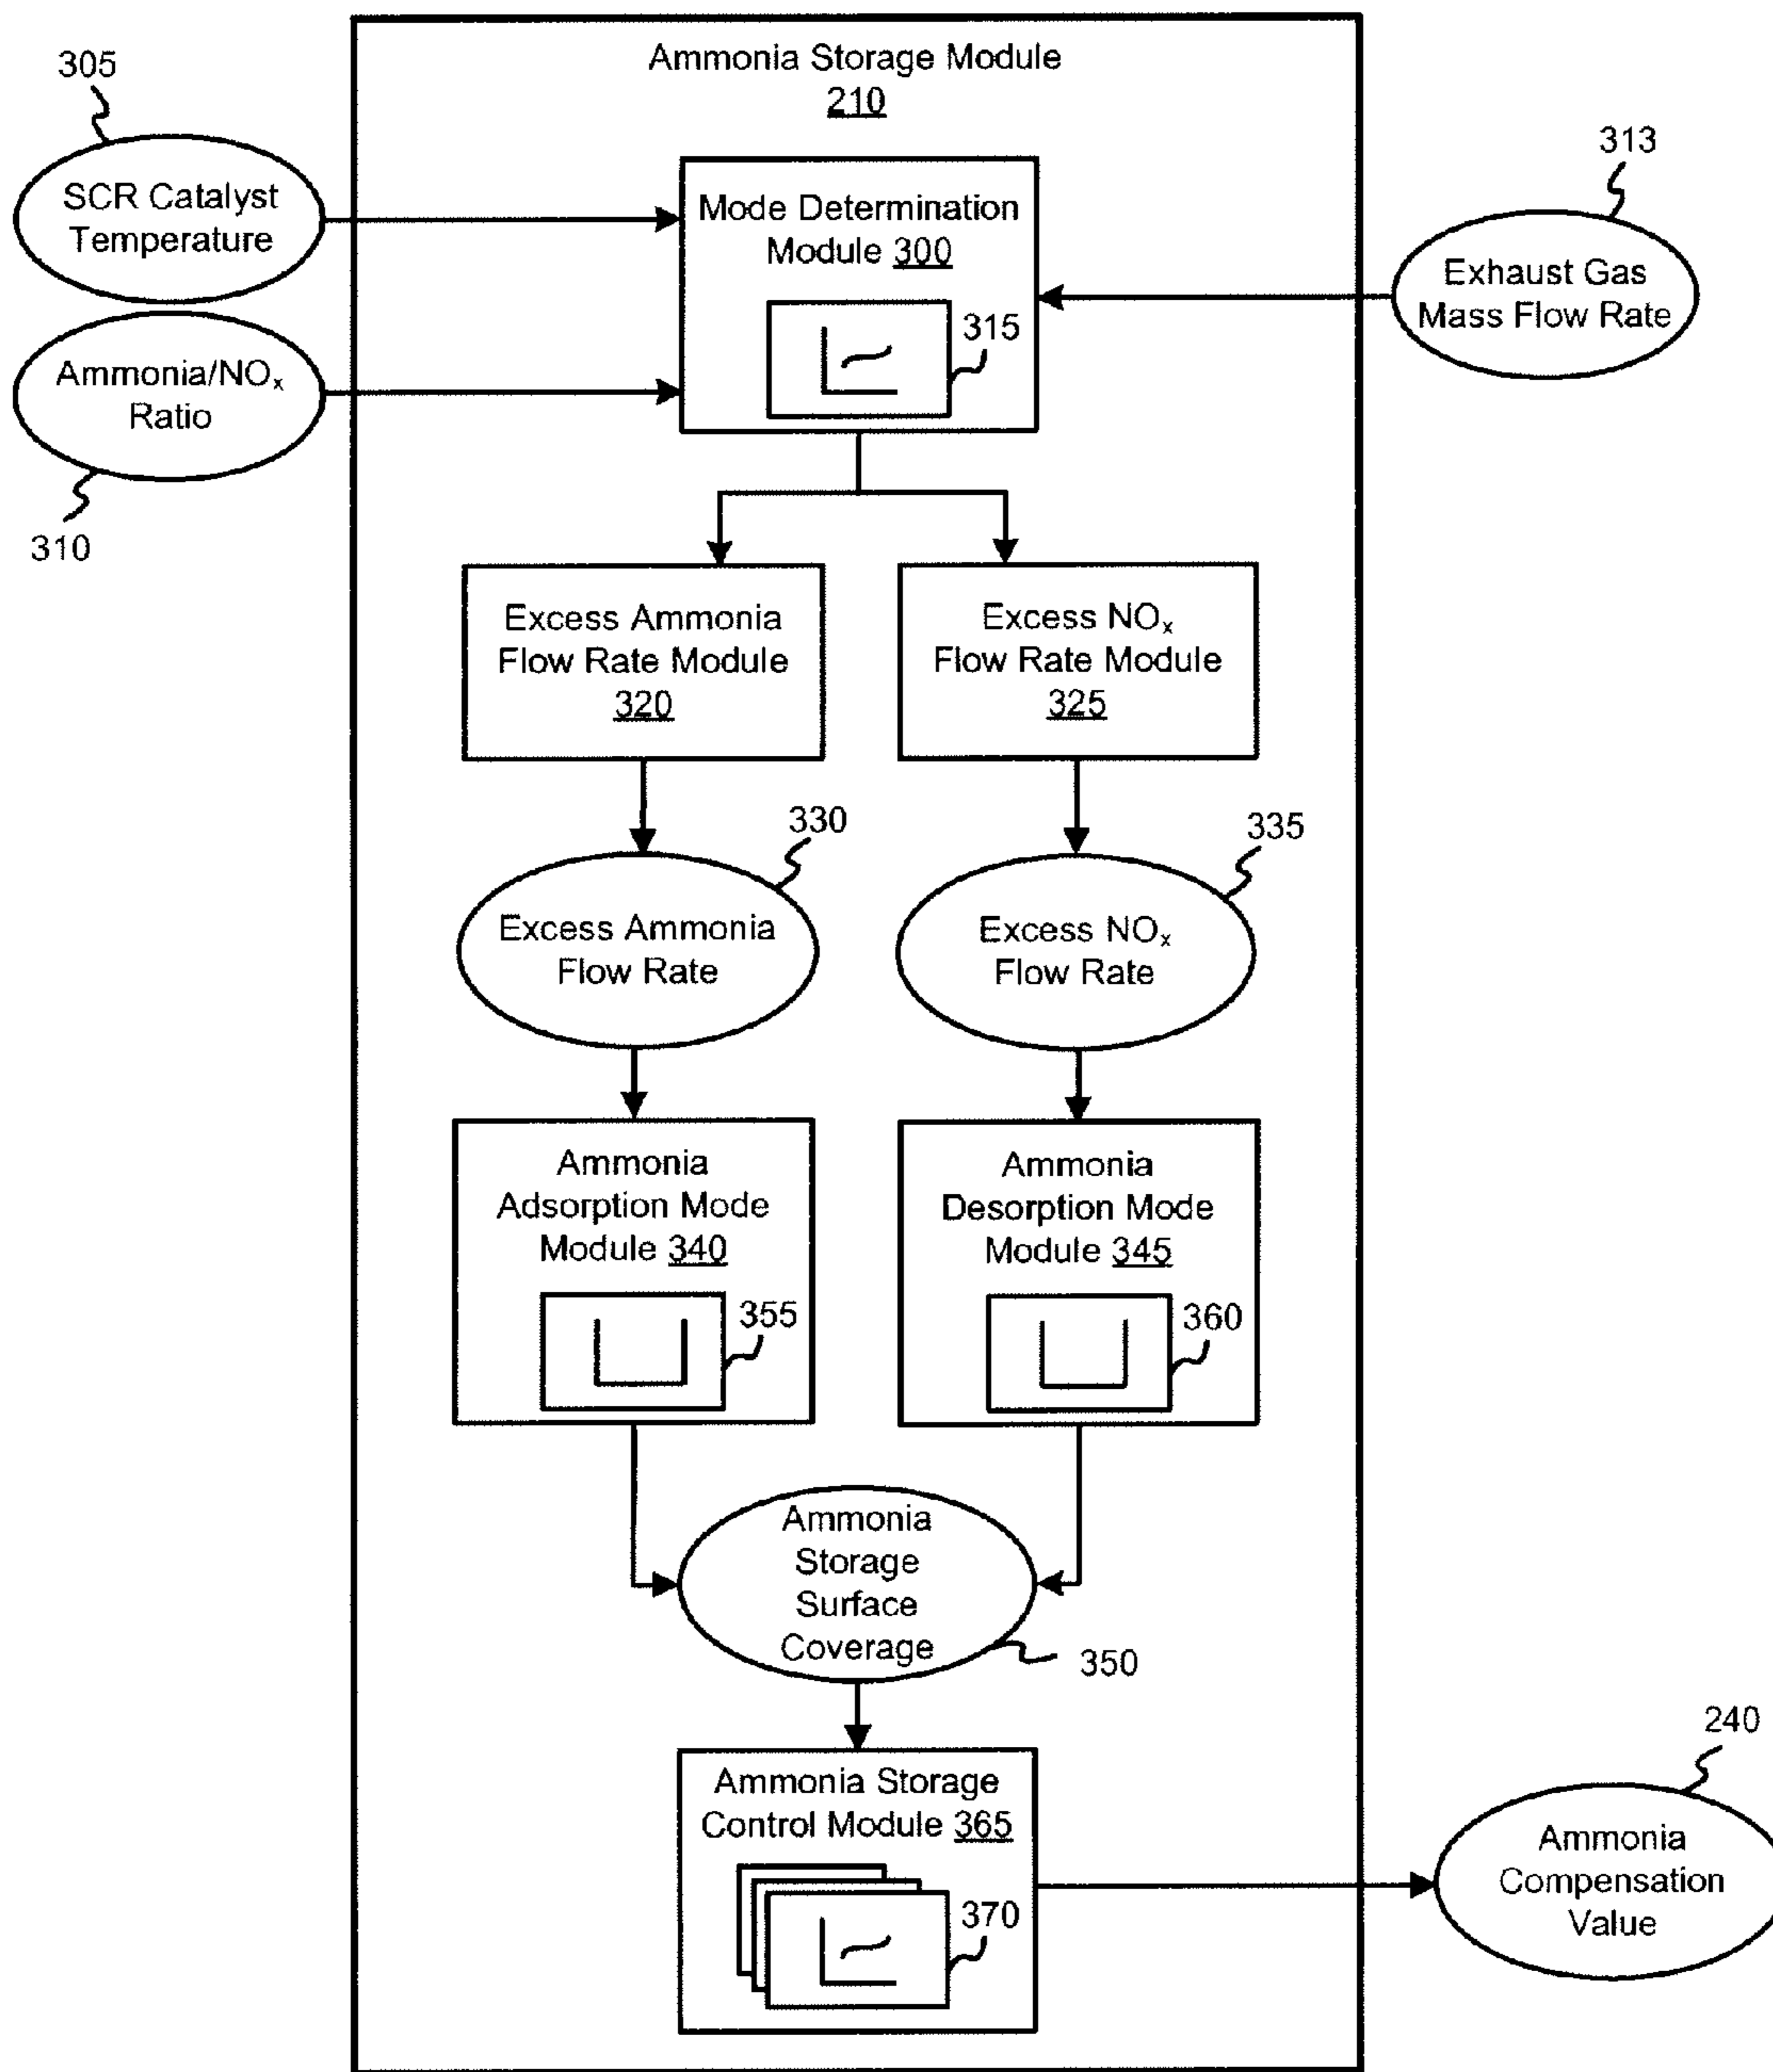 Ammonia Storage Module
210
305
SCR Catalyst
Temperature
Ammonia/NOₓ
Ratio
310
Mode Determination
Module 300
315
313
Exhaust Gas
Mass Flow Rate
Excess Ammonia
Flow Rate Module
320
Excess NOₓ
Flow Rate Module
325
330
Excess Ammonia
Flow Rate
335
Excess NOₓ
Flow Rate
Ammonia
Adsorption Mode
Module 340
355
Ammonia
Desorption Mode
Module 345
360
Ammonia
Storage
Surface
Coverage
350
Ammonia Storage
Control Module 365
370
240
Ammonia
Compensation
Value